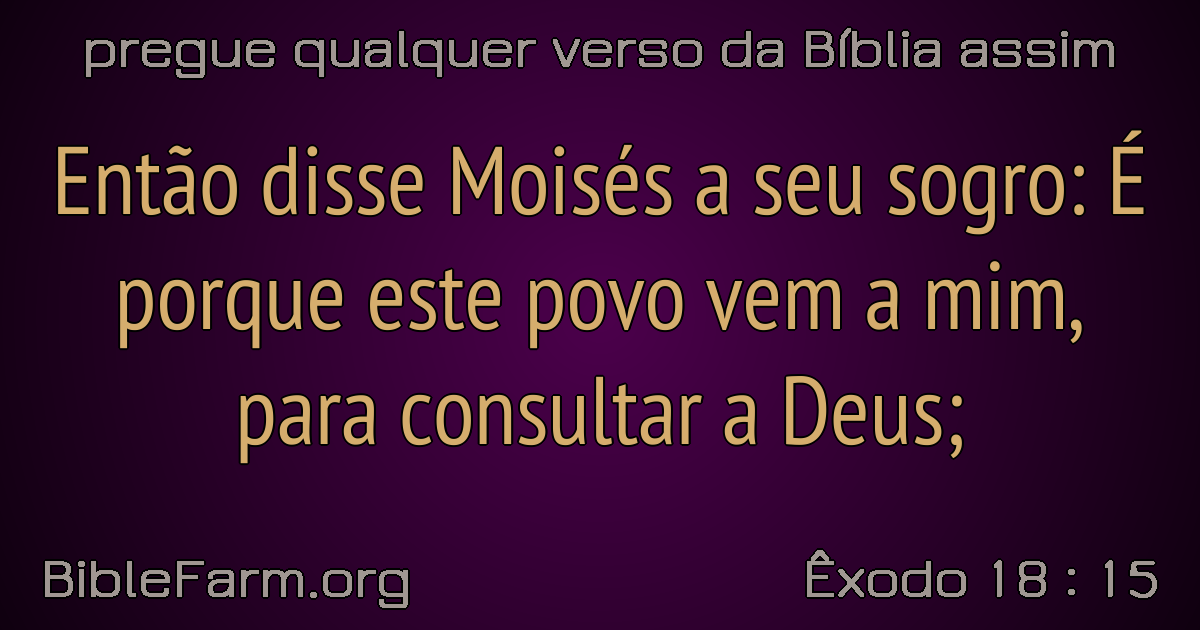 pregue qualquer verso da Bíblia assim
Então disse Moisés a seu sogro: É
porque este povo vem a mim,
para consultar a Deus;
BibleFarm.org
Êxodo 18 : 15